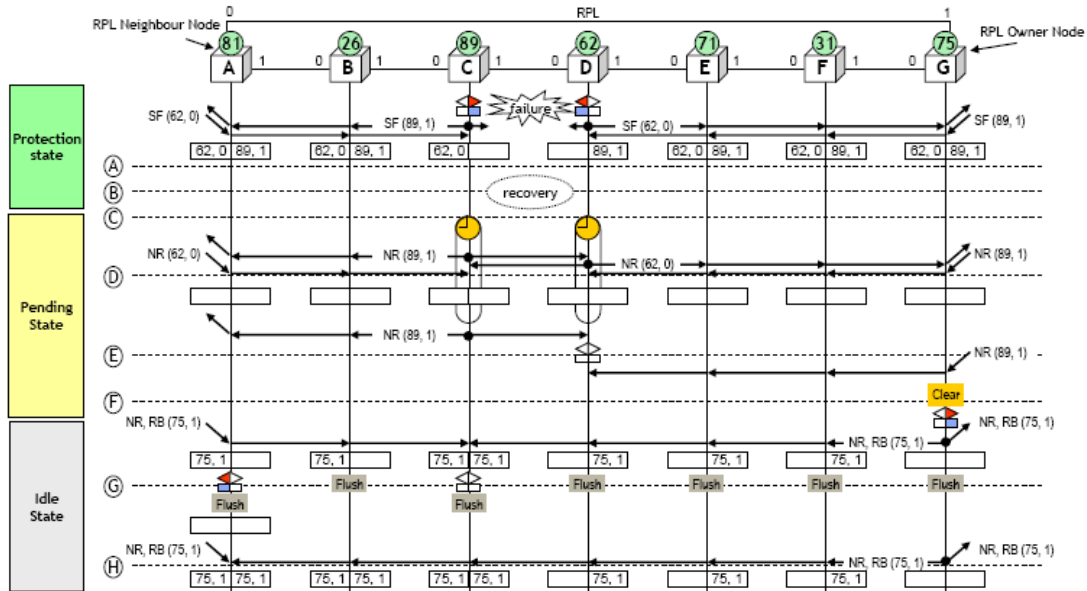 0 RPL 1
RPL Neighbour Node
RPL Owner Node
81 26 89 62 71 31 75
A 1 0 B 1 0 C 1 0 D 1 0 E 1 0 F 1 0 G
failure
SF (62, 0) SF (89, 1) SF (62, 0) SF (89, 1)
Protection state
62, 0 89, 1 62, 0 89, 1 62, 0 89, 1 62, 0 89, 1 62, 0 89, 1 62, 0 89, 1
A
B
recovery
C
NR (62, 0) NR (89, 1) NR (62, 0) NR (89, 1)
D
Pending State
NR (89, 1)
E
NR (89, 1)
F
Clear
NR, RB (75, 1) NR, RB (75, 1) NR, RB (75, 1)
75, 1 75, 1 75, 1 75, 1 75, 1 75, 1 75, 1
G
Flush Flush Flush Flush Flush
Flush Flush
Idle State
NR, RB (75, 1) NR, RB (75, 1) NR, RB (75, 1)
H
75, 1 75, 1 75, 1 75, 1 75, 1 75, 1 75, 1 75, 1 75, 1